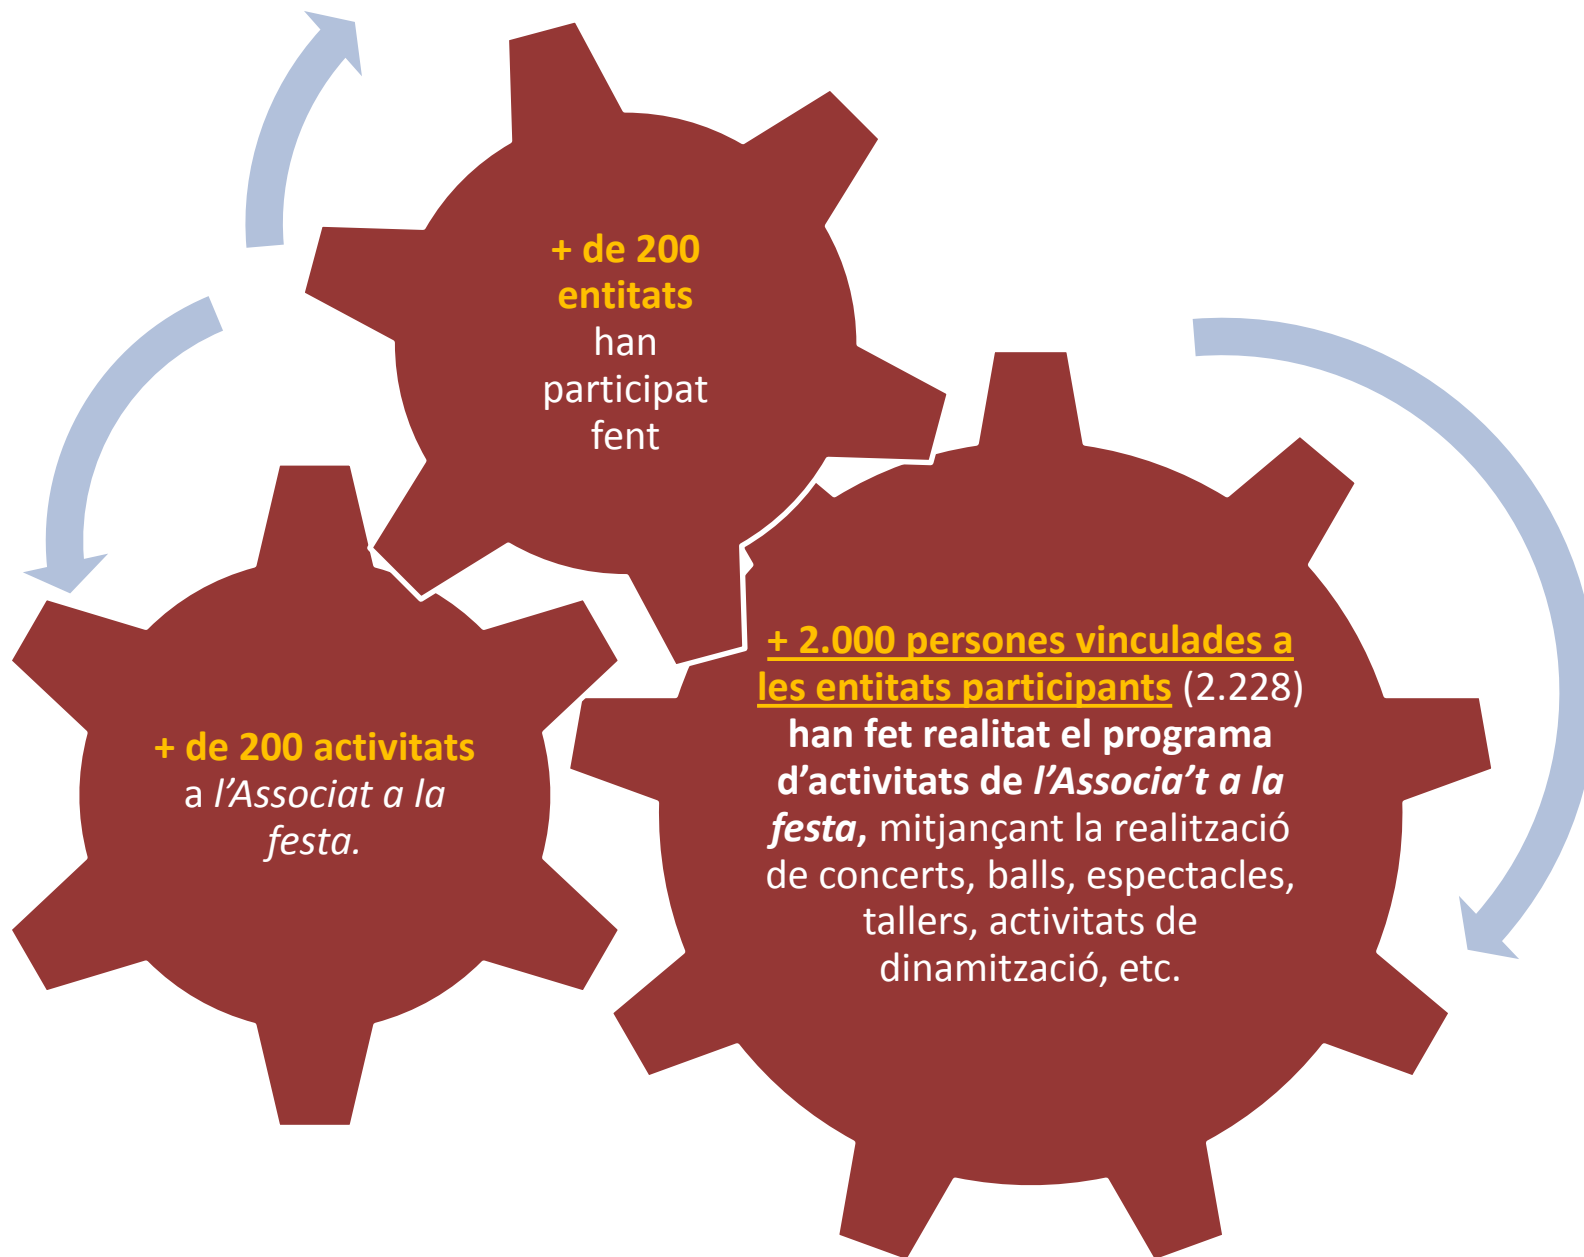 + de 200
entitats
han
participat
fent
+ de 200 activitats
a l’Associat a la
festa.
+ 2.000 persones vinculades a
les entitats participants (2.228)
han fet realitat el programa
d’activitats de l’Associa’t a la
festa, mitjançant la realització
de concerts, balls, espectacles,
tallers, activitats de
dinamització, etc.